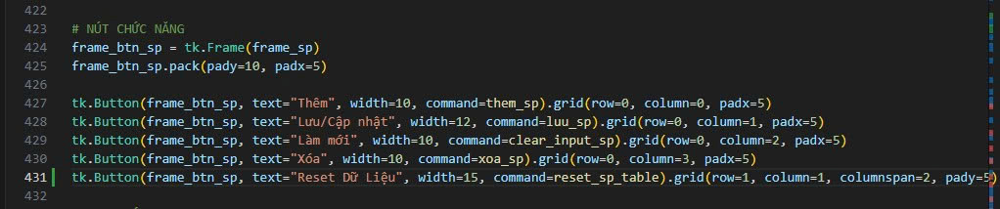 422
423 # NÚT CHỨC NĂNG
424 frame_btn_sp = tk.Frame(frame_sp)
425 frame_btn_sp.pack(pady=10, padx=5)
426
427 tk.Button(frame_btn_sp, text="Thêm", width=10, command=them_sp).grid(row=0, column=0, padx=5)
428 tk.Button(frame_btn_sp, text="Lưu/Cập nhật", width=12, command=luu_sp).grid(row=0, column=1, padx=5)
429 tk.Button(frame_btn_sp, text="Làm mới", width=10, command=clear_input_sp).grid(row=0, column=2, padx=5)
430 tk.Button(frame_btn_sp, text="Xóa", width=10, command=xoa_sp).grid(row=0, column=3, padx=5)
431 tk.Button(frame_btn_sp, text="Reset Dữ Liệu", width=15, command=reset_sp_table).grid(row=1, column=1, columnspan=2, pady=5)
432